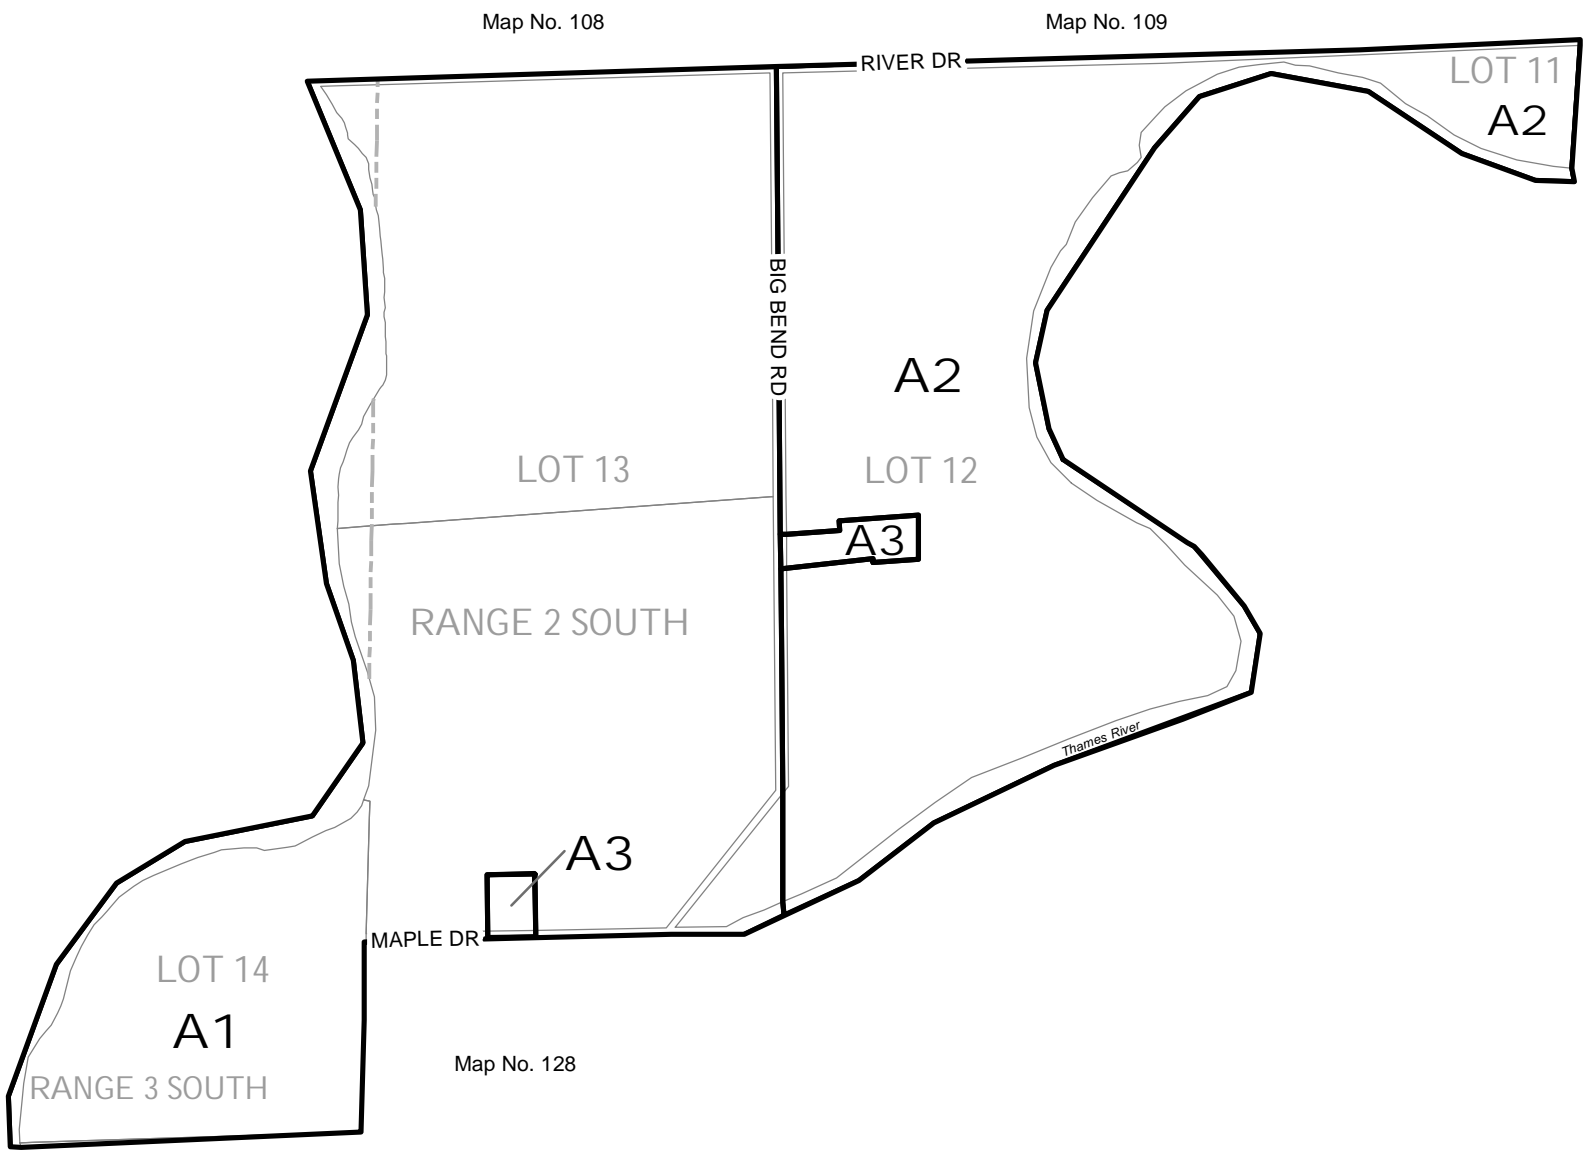 Map No. 108
Map No. 109
RIVER DR
LOT 11
A2
BIG BEND RD
A2
LOT 13
LOT 12
A3
RANGE 2 SOUTH
Thames River
A3
MAPLE DR
LOT 14
A1
Map No. 128
RANGE 3 SOUTH